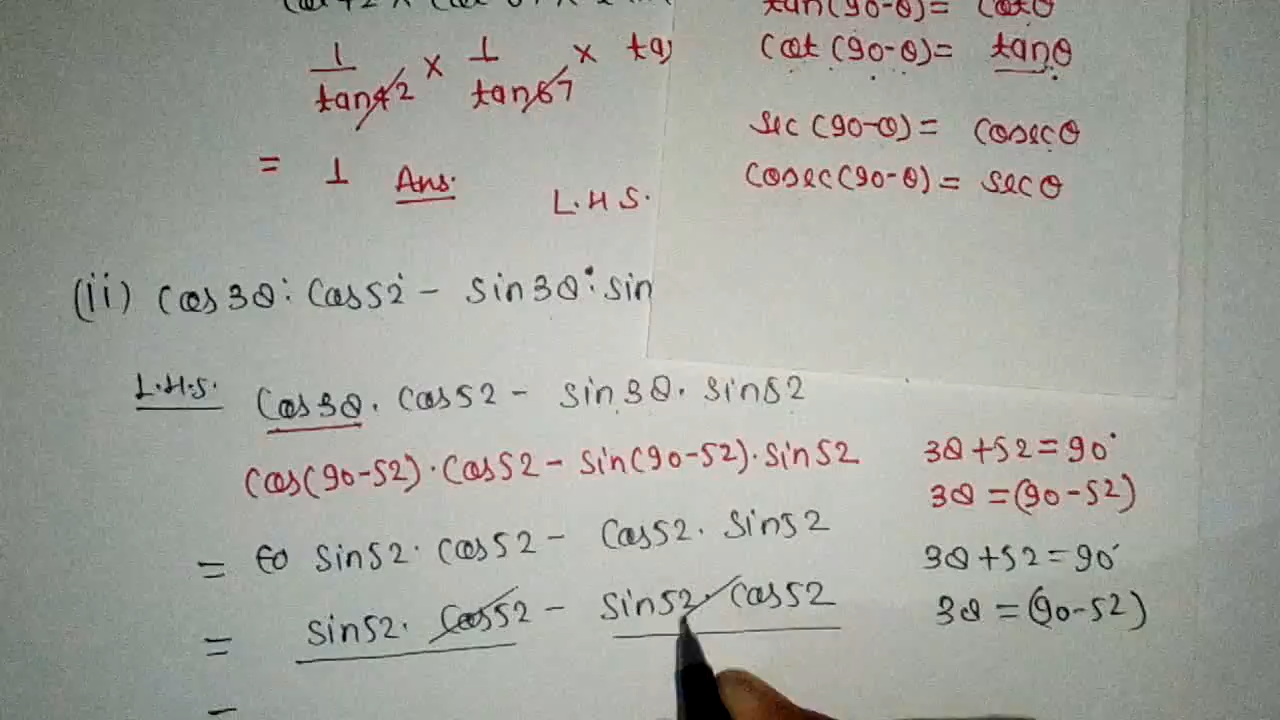 tan(90-θ) = Cotθ
Cot(90-θ) = tanθ
1/tan42 × 1/tan67 ×
Sec(90-θ) = Cosecθ
Cosec(90-θ) = Secθ
= 1 Ans.
L.H.S.
(ii) Cos38° Cos52° - Sin38° Sin
L.H.S. Cos38. Cos52 - Sin38. Sin52
Cos(90-52). Cos52 - Sin(90-52). Sin52
38 + 52 = 90°
38 = (90-52)
= Sin52. Cos52 - Cos52. Sin52
38 + 52 = 90°
= Sin52. Cos52 - Sin52. Cos52
38 = (90-52)
=